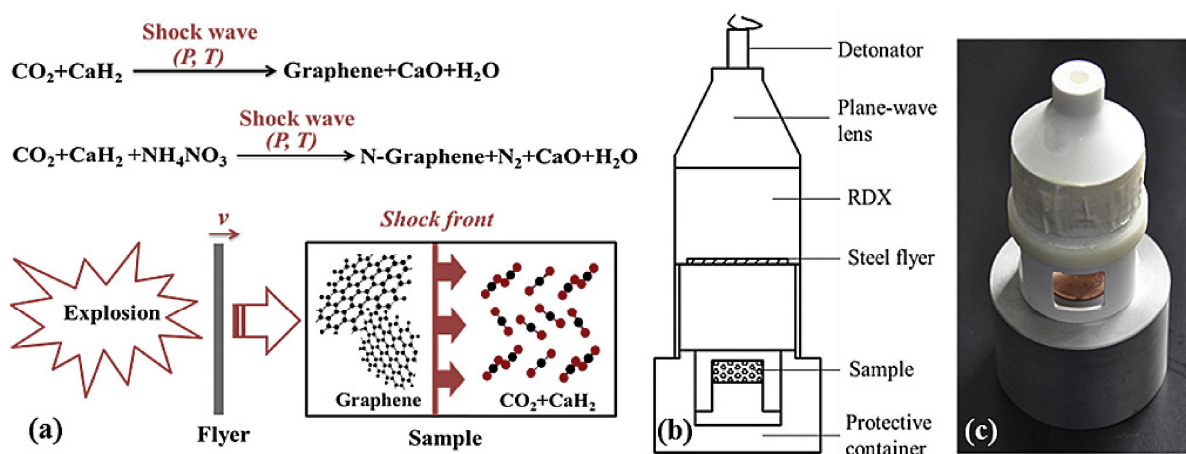 Shock wave
(P, T)
CO₂+CaH₂ Graphene+CaO+H₂O
Shock wave
(P, T)
CO₂+CaH₂ +NH₄NO₃ N-Graphene+N₂+CaO+H₂O
v
Shock front
Explosion
Graphene
CO₂+CaH₂
(a)
Flyer
Sample
Detonator
Plane-wave
lens
RDX
Steel flyer
Sample
Protective
container
(b)
(c)